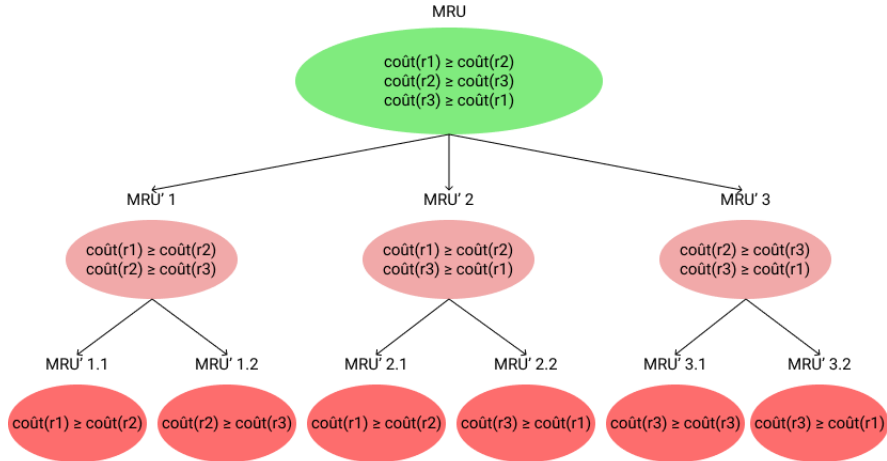 MRU
coût(r1) ≥ coût(r2)
coût(r2) ≥ coût(r3)
coût(r3) ≥ coût(r1)
MRU’ 1
MRU’ 2
MRU’ 3
coût(r1) ≥ coût(r2)
coût(r2) ≥ coût(r3)
coût(r1) ≥ coût(r2)
coût(r3) ≥ coût(r1)
coût(r2) ≥ coût(r3)
coût(r3) ≥ coût(r1)
MRU’ 1.1
MRU’ 1.2
MRU’ 2.1
MRU’ 2.2
MRU’ 3.1
MRU’ 3.2
coût(r1) ≥ coût(r2)
coût(r2) ≥ coût(r3)
coût(r1) ≥ coût(r2)
coût(r3) ≥ coût(r1)
coût(r3) ≥ coût(r3)
coût(r3) ≥ coût(r1)